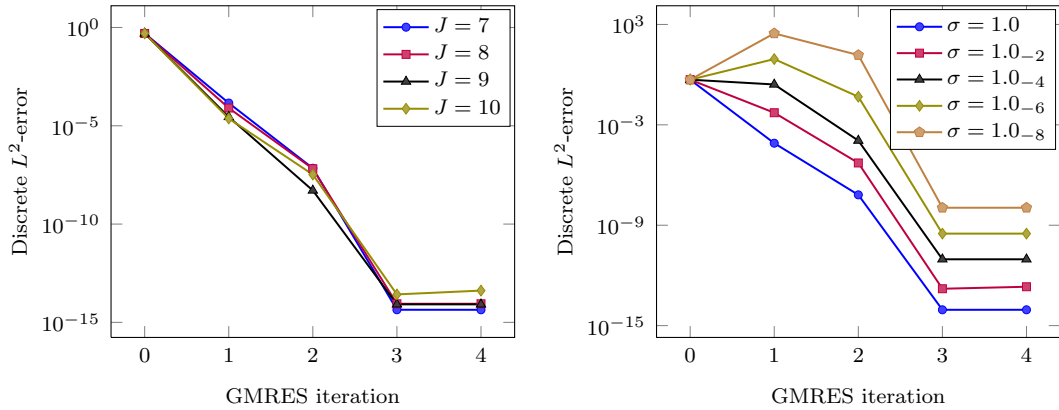 Discrete $L^2$-error
10^0
10^{-5}
10^{-10}
10^{-15}
0 1 2 3 4
GMRES iteration
J = 7
J = 8
J = 9
J = 10
Discrete $L^2$-error
10^3
10^{-3}
10^{-9}
10^{-15}
0 1 2 3 4
GMRES iteration
σ = 1.0
σ = 1.0_{-2}
σ = 1.0_{-4}
σ = 1.0_{-6}
σ = 1.0_{-8}